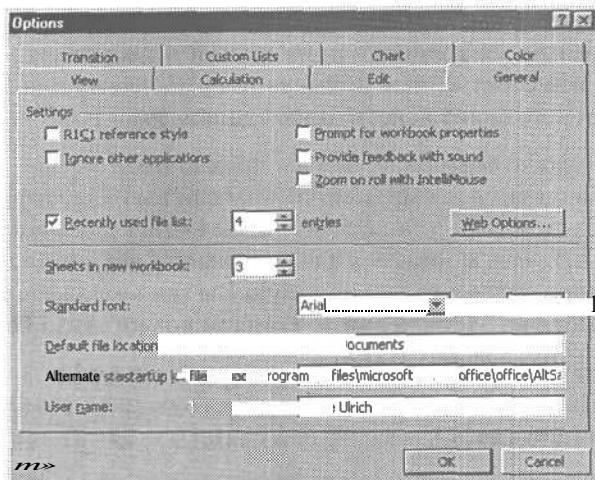 Options
Transition Custom Lists Chart Color
View Calculation Edit General
Settings
R1C1 reference style
Prompt for workbook properties
Ignore other applications
Provide feedback with sound
Zoom on roll with IntelliMouse
Recently used file list: 4 entries Web Options...
Sheets in new workbook: 3
Standard font: Arial
Default file location ocuments
Alternate startup File rogram files\microsoft office\office\AltSa
User name: Ulrich
m»
OK Cancel